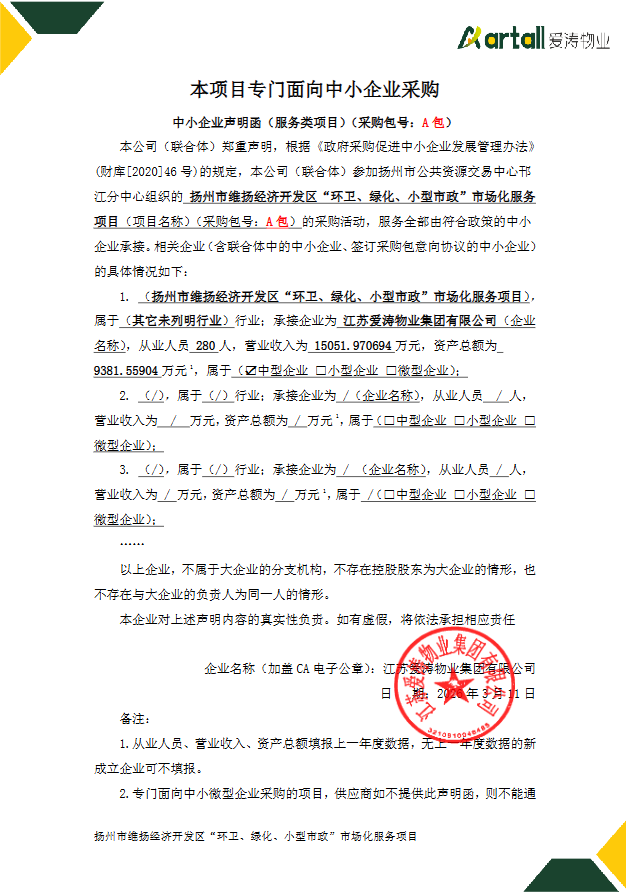 artall 爱涛物业
本项目专门面向中小企业采购
中小企业声明函（服务类项目）（采购包号：A包）
本公司（联合体）郑重声明，根据《政府采购促进中小企业发展管理办法》
(财库[2020]46号)的规定，本公司（联合体）参加扬州市公共资源交易中心邗
江分中心组织的 扬州市维扬经济开发区“环卫、绿化、小型市政”市场化服务
项目（项目名称）（采购包号：A包）的采购活动，服务全部由符合政策的中小
企业承接。相关企业（含联合体中的中小企业、签订采购包意向协议的中小企业）
的具体情况如下：
1. （扬州市维扬经济开发区“环卫、绿化、小型市政”市场化服务项目），
属于（其它未列明行业）行业；承接企业为 江苏爱涛物业集团有限公司（企业
名称），从业人员 280 人，营业收入为 15051.970694 万元，资产总额为
9381.55904 万元¹，属于（☑中型企业 □小型企业 □微型企业）；
2. （/），属于（/）行业；承接企业为 /（企业名称），从业人员 / 人，
营业收入为 / 万元，资产总额为 / 万元¹，属于（□中型企业 □小型企业 □
微型企业）；
3. （/），属于（/）行业；承接企业为 / （企业名称），从业人员 / 人，
营业收入为 / 万元，资产总额为 / 万元¹，属于 /（□中型企业 □小型企业 □
微型企业）；
……
以上企业，不属于大企业的分支机构，不存在控股股东为大企业的情形，也
不存在与大企业的负责人为同一人的情形。
本企业对上述声明内容的真实性负责。如有虚假，将依法承担相应责任
企业名称（加盖CA电子公章）：江苏爱涛物业集团有限公司
日 期：2026年3月11日
江苏爱涛物业集团有限公司
备注：
1.从业人员、营业收入、资产总额填报上一年度数据，无上一年度数据的新
成立企业可不填报。
2.专门面向中小微型企业采购的项目，供应商如不提供此声明函，则不能通
扬州市维扬经济开发区“环卫、绿化、小型市政”市场化服务项目